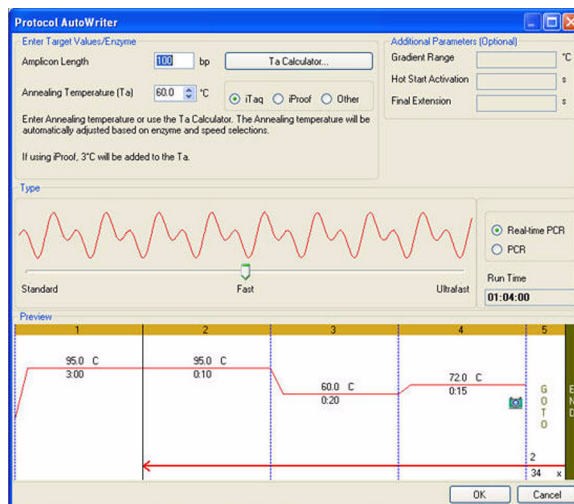 Protocol AutoWriter
Enter Target Values/Enzyme
Amplicon Length 100 bp Ta Calculator...
Annealing Temperature (Ta) 60.0 °C iTaq iProof Other
Enter Annealing temperature or use the Ta Calculator. The Annealing temperature will be
automatically adjusted based on enzyme and speed selections.
If using iProof, 3°C will be added to the Ta.
Additional Parameters (Optional)
Gradient Range °C
Hot Start Activation s
Final Extension s
Type
Standard Fast Ultrafast
Real-time PCR
PCR
Run Time
01:04:00
Preview
1 2 3 4 5
95.0 C
3:00
95.0 C
0:10
60.0 C
0:20
72.0 C
0:15
GOTO
2
34 x
END
OK Cancel